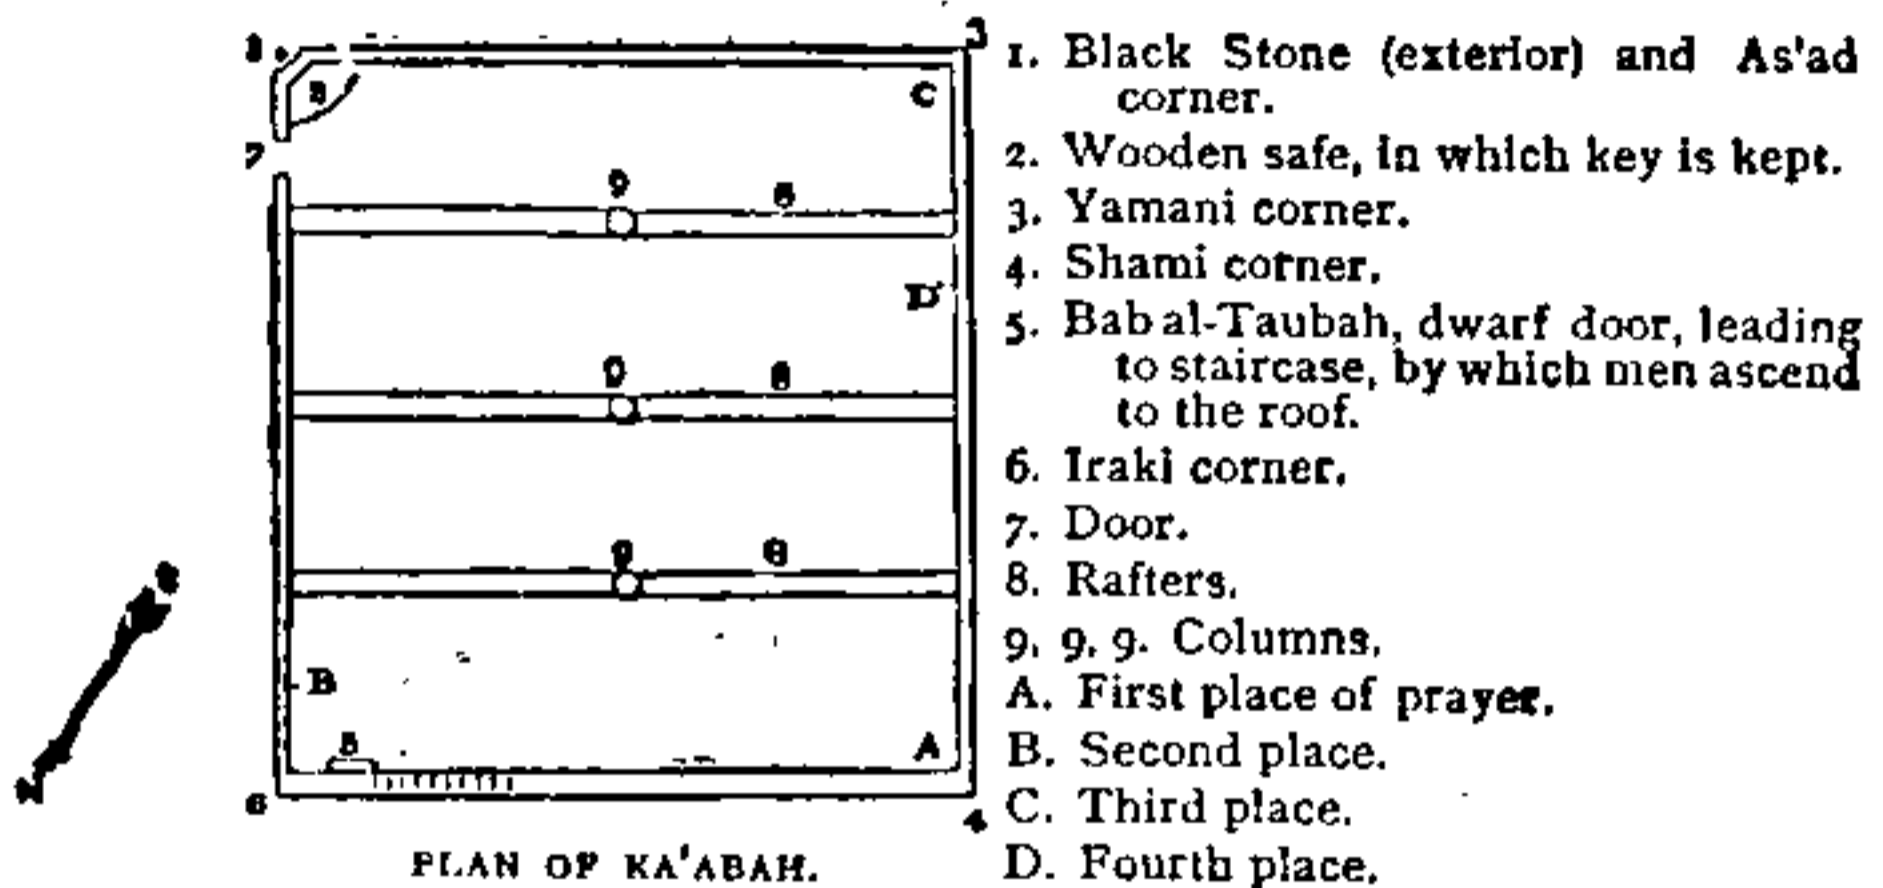 1. 3
2
C
7
9 8
D
9 8
9 8
S
B
5
A
N
6 4
PLAN OF KA'ABAH.
1. Black Stone (exterior) and As'ad
corner.
2. Wooden safe, in which key is kept.
3. Yamani corner.
4. Shami corner.
5. Bab al-Taubah, dwarf door, leading
to staircase, by which men ascend
to the roof.
6. Iraki corner.
7. Door.
8. Rafters.
9, 9, 9. Columns.
A. First place of prayer.
B. Second place.
C. Third place.
D. Fourth place.